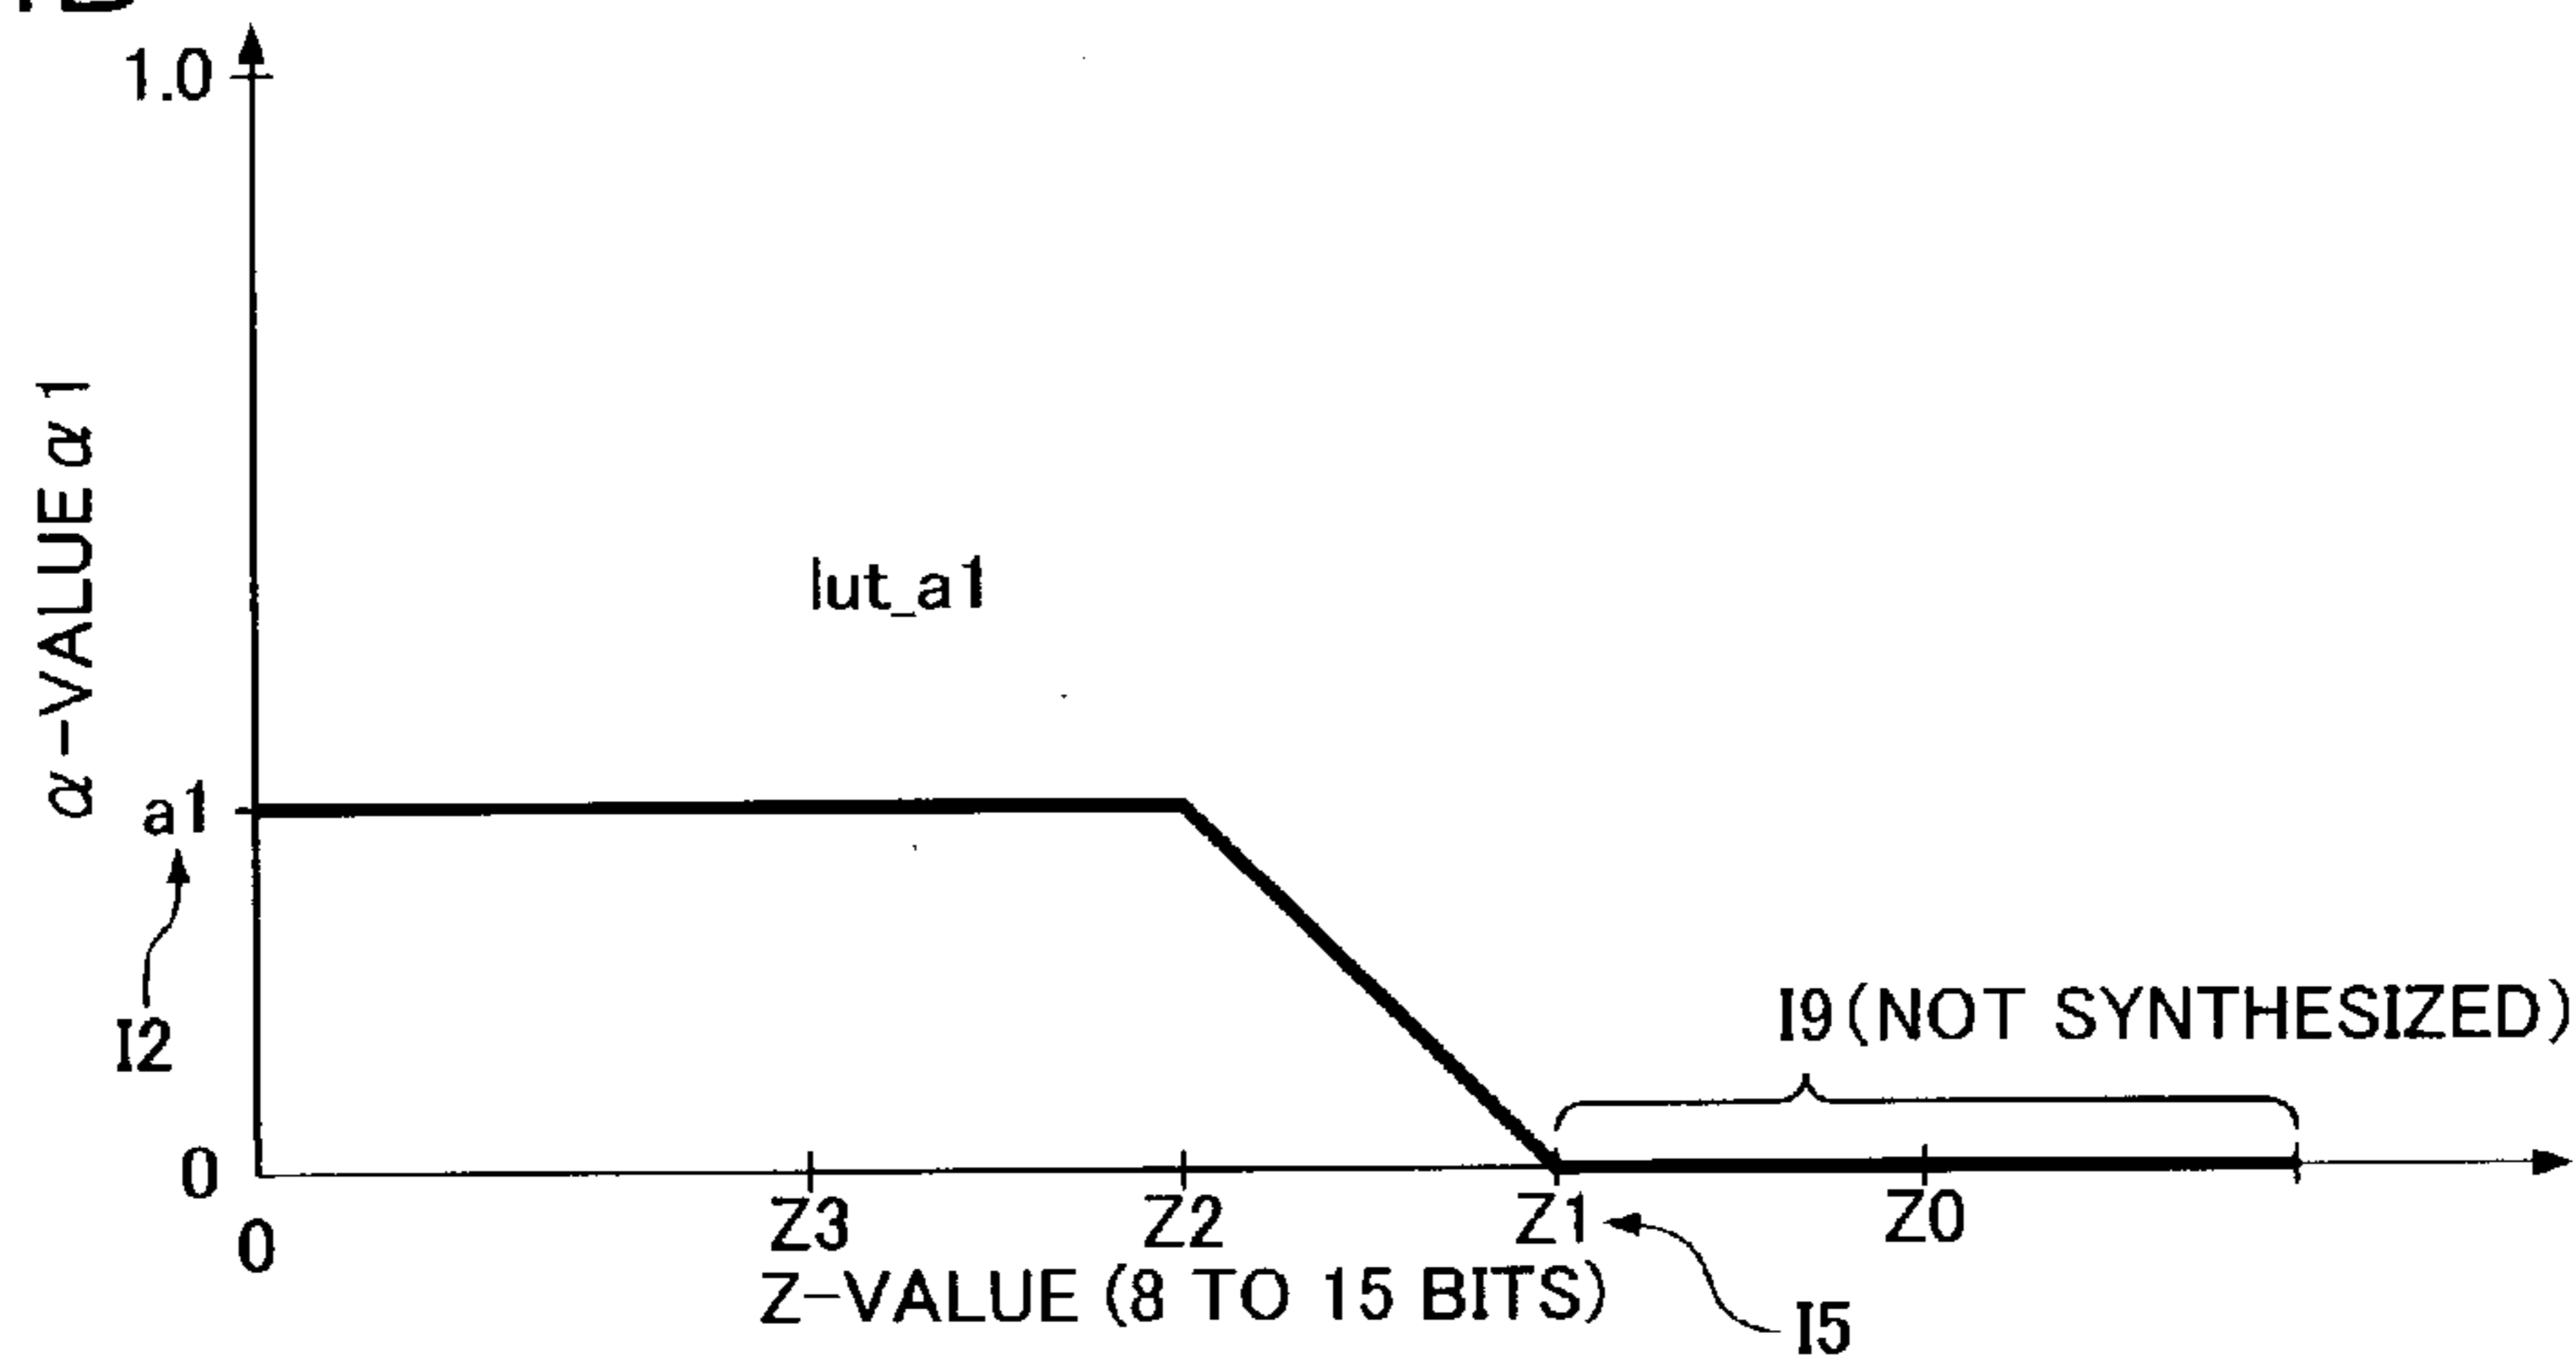 1.0
α-VALUE α1
lut_a1
a1
I2
I9(NOT SYNTHESIZED)
0
0
Z3
Z2
Z1
Z0
Z-VALUE (8 TO 15 BITS)
I5